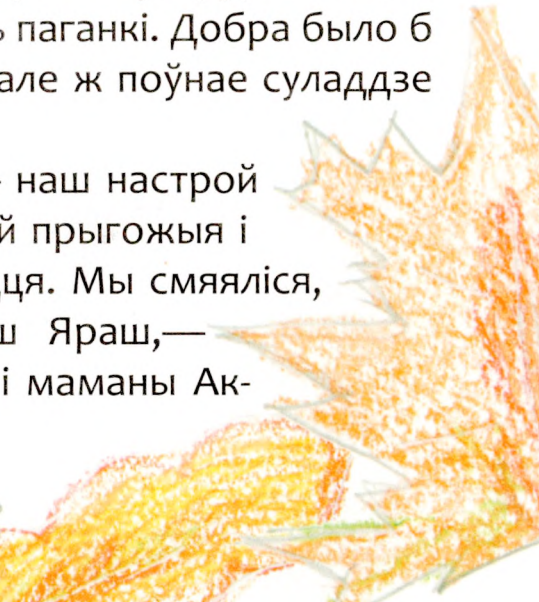 ь паганкі. Добра было б
але ж поўнае суладдзе
наш настрой
й прыгожыя і
ця. Мы смяяліся,
ш Яраш,—
і маманы Ак-